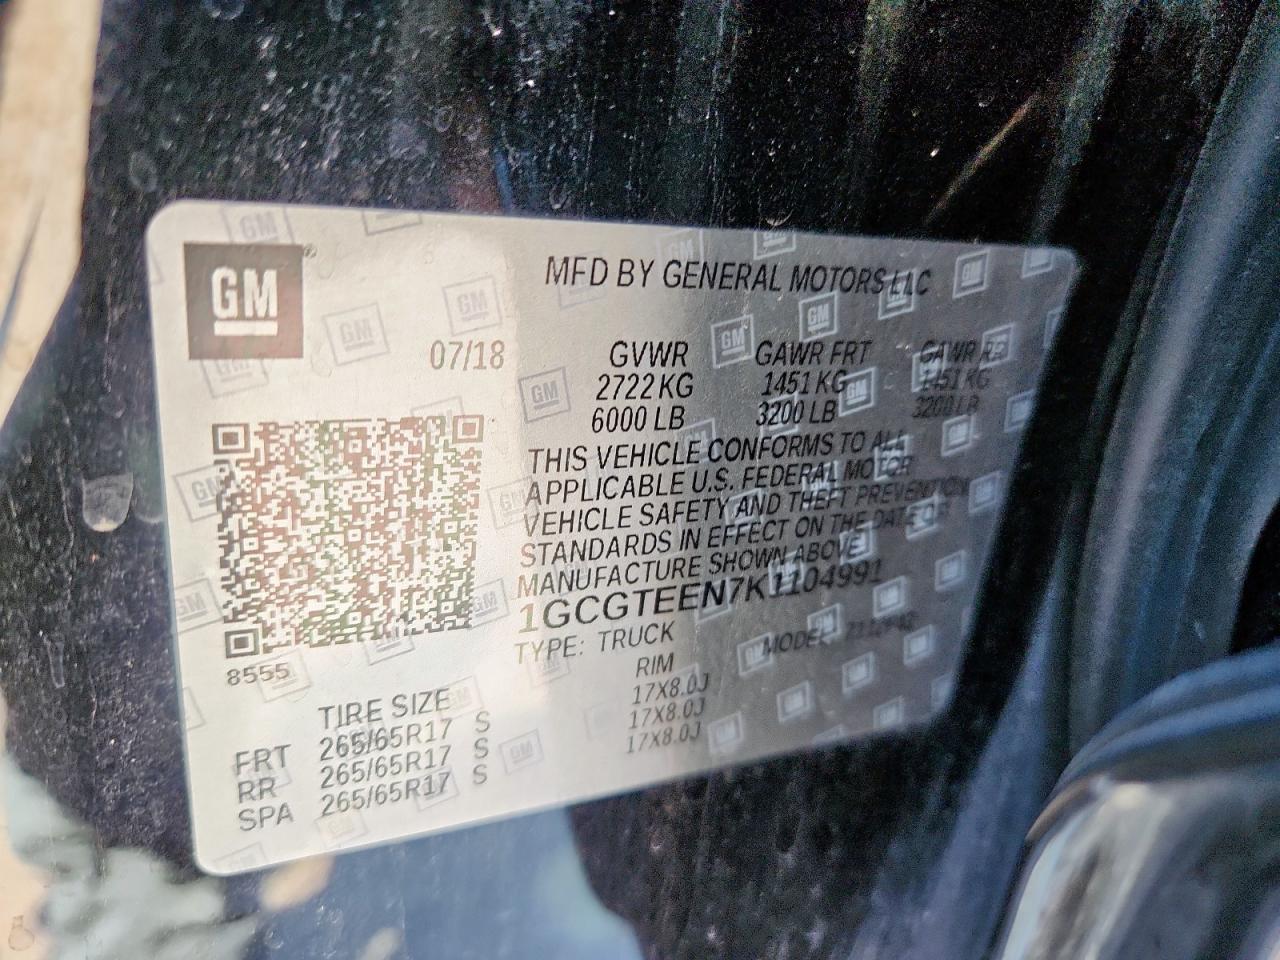 GM
MFD BY GENERAL MOTORS LLC
07/18
GVWR GAWR FRT GAWR RR
2722 KG 1451 KG 1451 KG
6000 LB 3200 LB 3200 LB
THIS VEHICLE CONFORMS TO ALL
APPLICABLE U.S. FEDERAL MOTOR
VEHICLE SAFETY AND THEFT PREVENTION
STANDARDS IN EFFECT ON THE DATE OF
MANUFACTURE SHOWN ABOVE.
1GCGTEEN7K1104991
TYPE: TRUCK MODEL:
8555
TIRE SIZE RIM
FRT 265/65R17 S 17X8.0J
RR 265/65R17 S 17X8.0J
SPA 265/65R17 S 17X8.0J